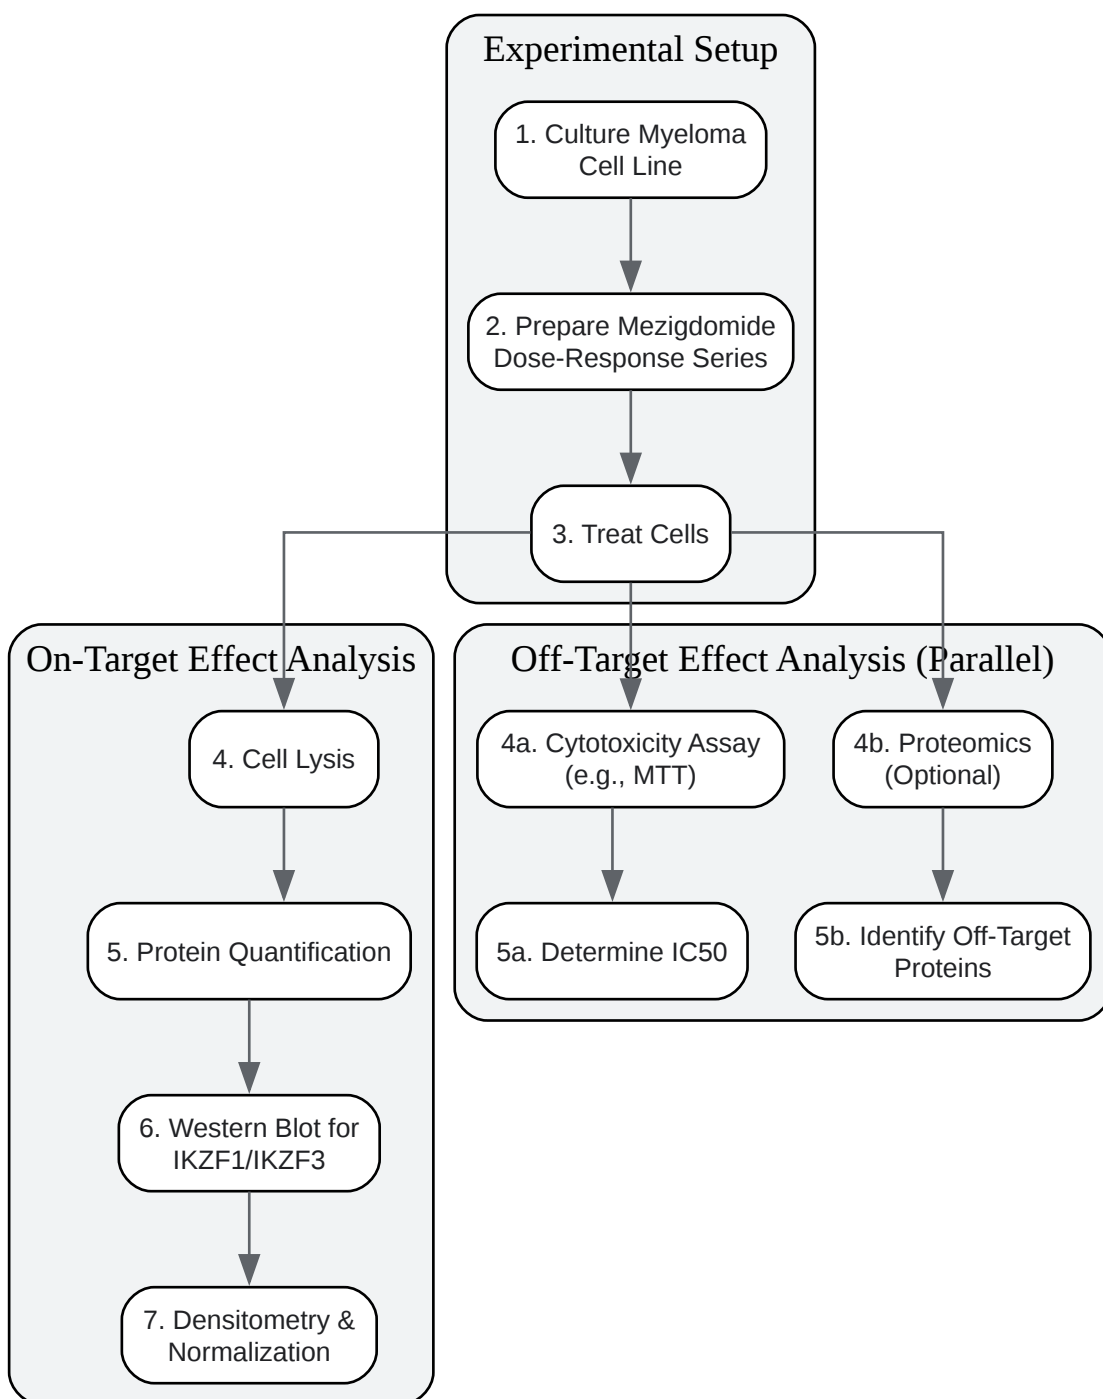 Experimental Setup
1. Culture Myeloma
Cell Line
2. Prepare Mezigdomide
Dose-Response Series
3. Treat Cells
On-Target Effect Analysis
4. Cell Lysis
5. Protein Quantification
6. Western Blot for
IKZF1/IKZF3
7. Densitometry &
Normalization
Off-Target Effect Analysis (Parallel)
4a. Cytotoxicity Assay
(e.g., MTT)
5a. Determine IC50
4b. Proteomics
(Optional)
5b. Identify Off-Target
Proteins